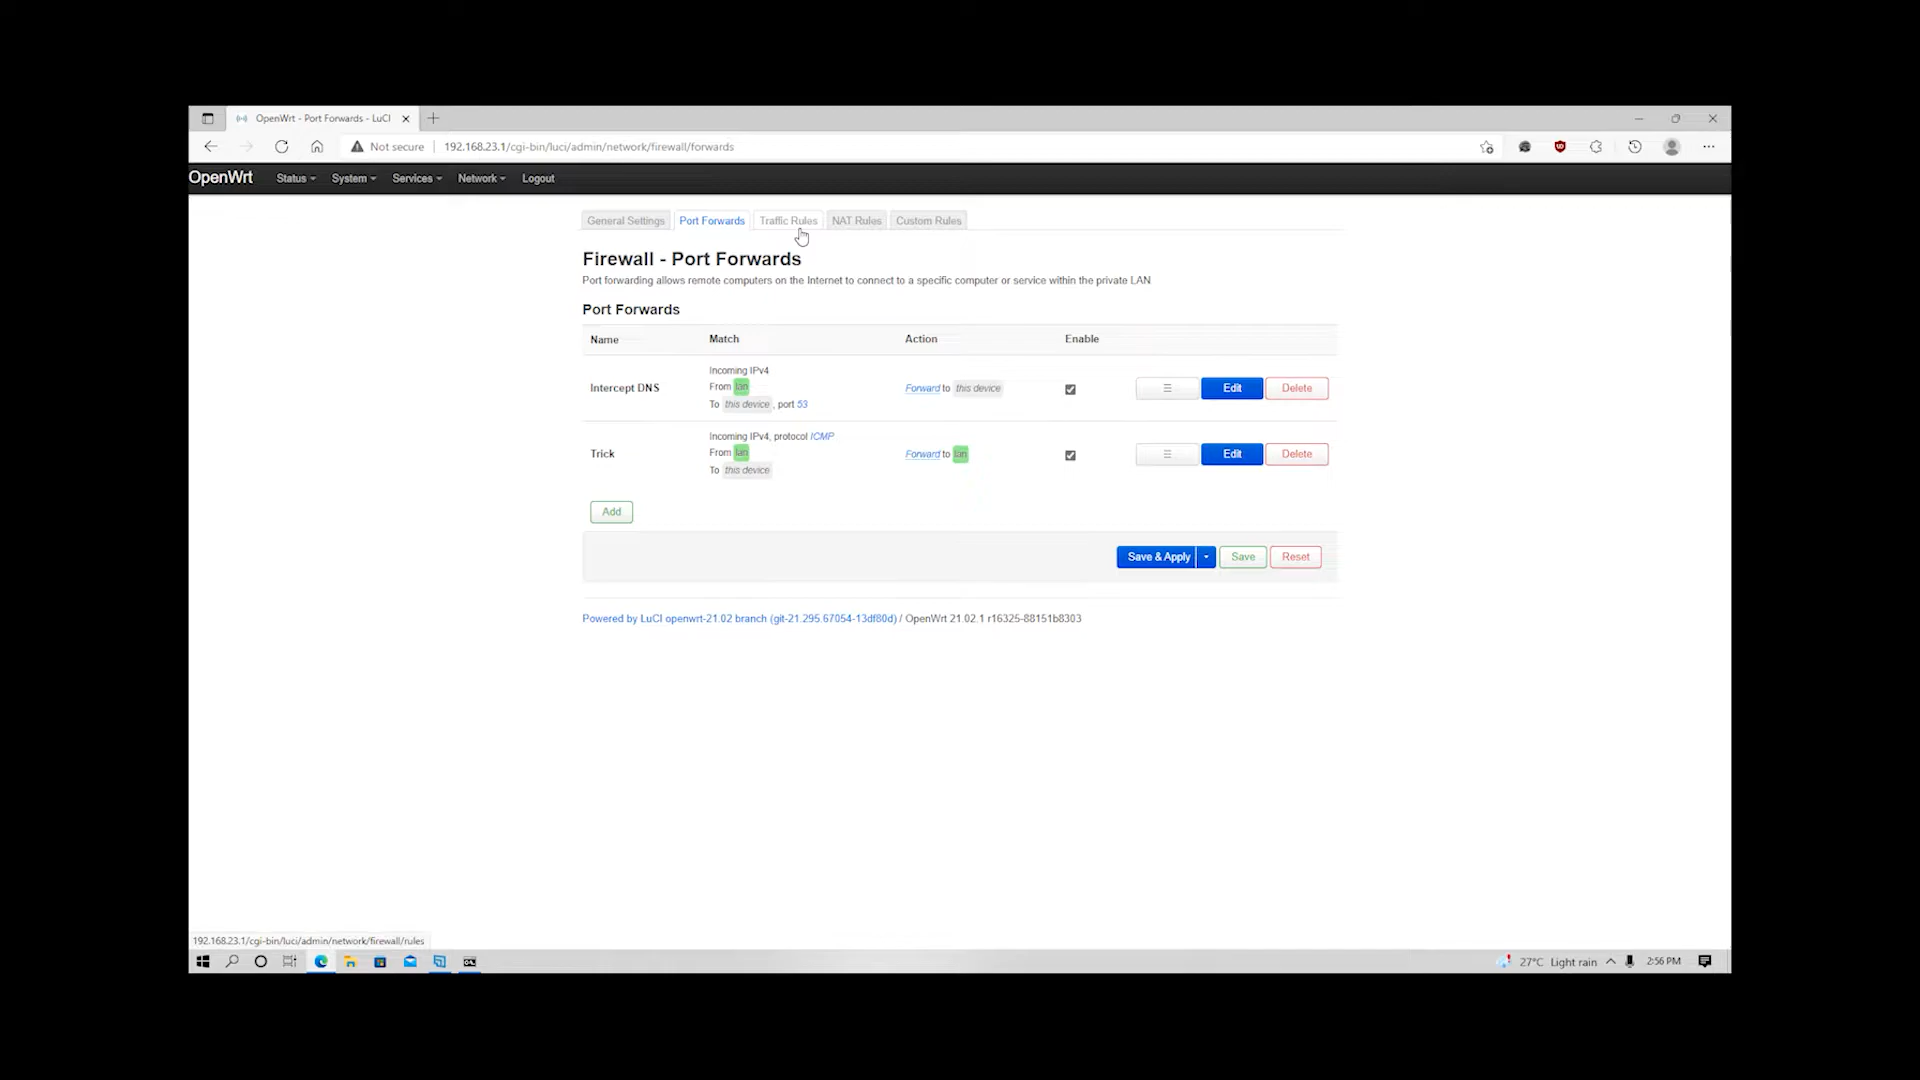 OpenWrt - Port Forwards - LuCI
Not secure 192.168.23.1/cgi-bin/luci/admin/network/firewall/forwards
OpenWrt Status System Services Network Logout
General Settings Port Forwards Traffic Rules NAT Rules Custom Rules
Firewall - Port Forwards
Port forwarding allows remote computers on the Internet to connect to a specific computer or service within the private LAN
Port Forwards
Name Match Action Enable
Incoming IPv4
Intercept DNS From lan Forward to this device Edit Delete
To this device, port 53
Incoming IPv4, protocol ICMP
Trick From lan Forward to lan Edit Delete
To this device
Add
Save & Apply Save Reset
Powered by LuCI openwrt-21.02 branch (git-21.295.67054-13df80d) / OpenWrt 21.02.1 r16325-88151b8303
192.168.23.1/cgi-bin/luci/admin/network/firewall/rules
27°C Light rain 2:56 PM